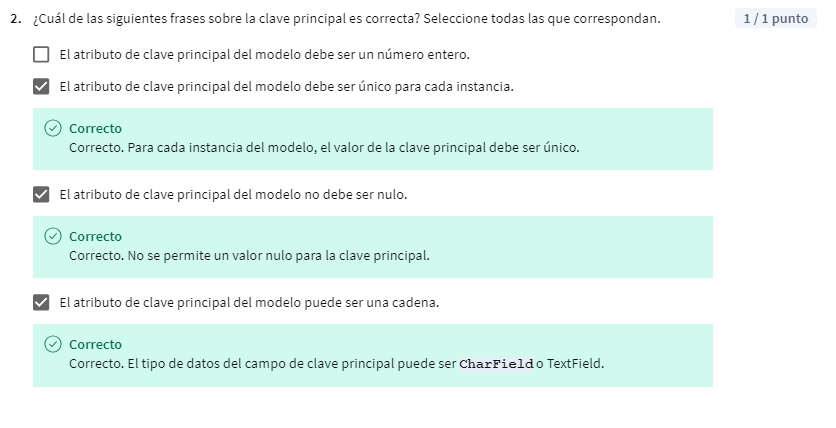 2. ¿Cuál de las siguientes frases sobre la clave principal es correcta? Seleccione todas las que correspondan.
1 / 1 punto
El atributo de clave principal del modelo debe ser un número entero.
El atributo de clave principal del modelo debe ser único para cada instancia.
Correcto
Correcto. Para cada instancia del modelo, el valor de la clave principal debe ser único.
El atributo de clave principal del modelo no debe ser nulo.
Correcto
Correcto. No se permite un valor nulo para la clave principal.
El atributo de clave principal del modelo puede ser una cadena.
Correcto
Correcto. El tipo de datos del campo de clave principal puede ser CharField o TextField.